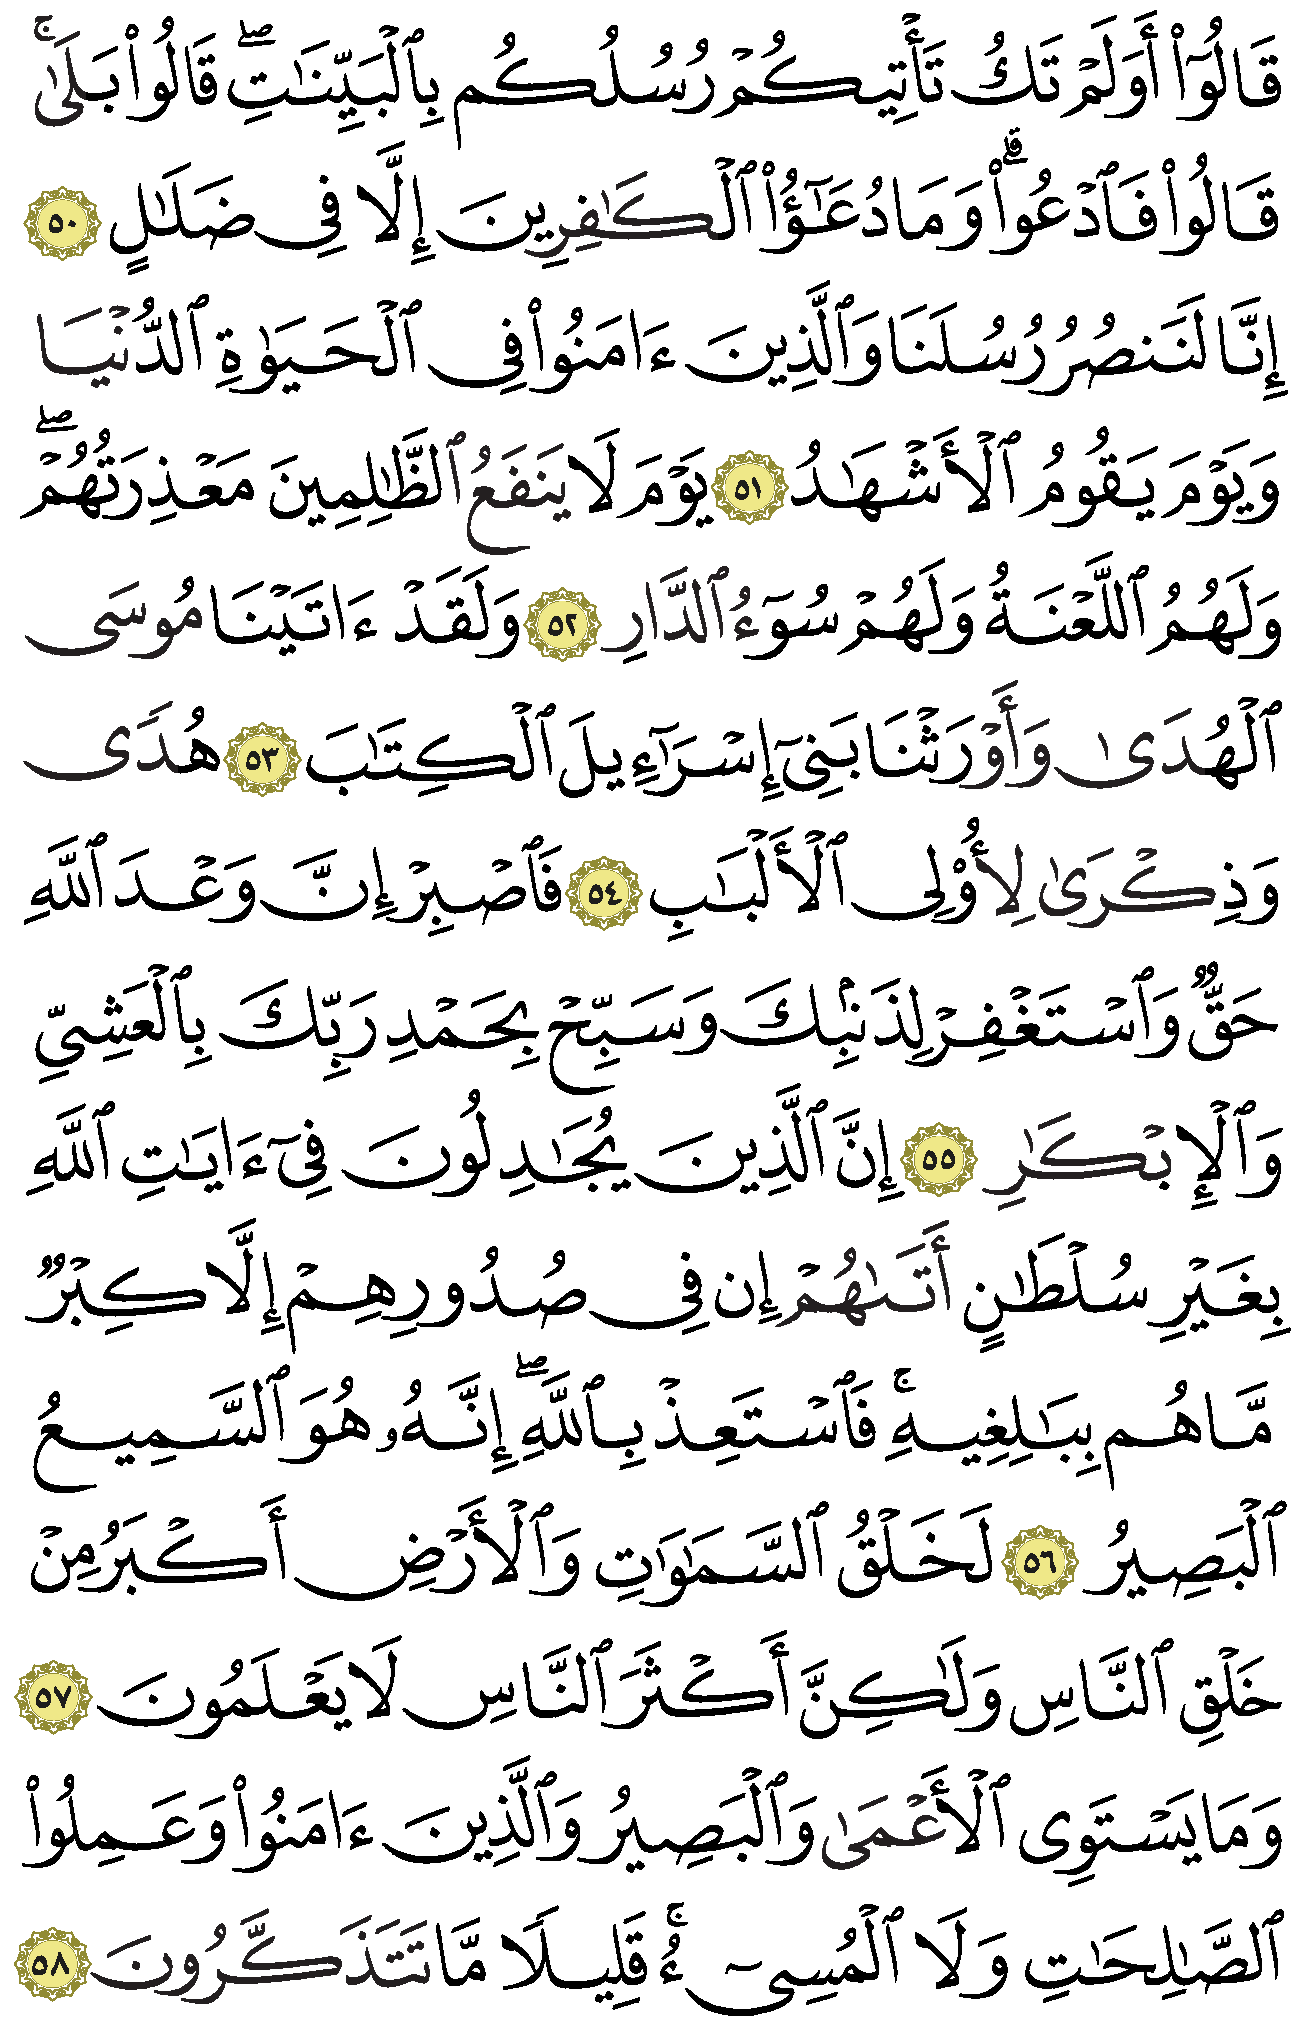 قَالُوٓاْ أَوَلَمۡ تَكُ تَأۡتِيكُمۡ رُسُلُكُم بِٱلۡبَيِّنَٰتِۖ قَالُواْ بَلَىٰۚ
قَالُواْ فَٱدۡعُواْۗ وَمَا دُعَٰٓؤُاْ ٱلۡكَٰفِرِينَ إِلَّا فِي ضَلَٰلٍ ٥٠
إِنَّا لَنَنصُرُ رُسُلَنَا وَٱلَّذِينَ ءَامَنُواْ فِي ٱلۡحَيَوٰةِ ٱلدُّنۡيَا
وَيَوۡمَ يَقُومُ ٱلۡأَشۡهَٰدُ ٥١ يَوۡمَ لَا يَنفَعُ ٱلظَّٰلِمِينَ مَعۡذِرَتُهُمۡۖ
وَلَهُمُ ٱللَّعۡنَةُ وَلَهُمۡ سُوٓءُ ٱلدَّارِ ٥٢ وَلَقَدۡ ءَاتَيۡنَا مُوسَى
ٱلۡهُدَىٰ وَأَوۡرَثۡنَا بَنِيٓ إِسۡرَٰٓءِيلَ ٱلۡكِتَٰبَ ٥٣ هُدٗى
وَذِكۡرَىٰ لِأُوْلِي ٱلۡأَلۡبَٰبِ ٥٤ فَٱصۡبِرۡ إِنَّ وَعۡدَ ٱللَّهِ
حَقّٞ وَٱسۡتَغۡفِرۡ لِذَنۢبِكَ وَسَبِّحۡ بِحَمۡدِ رَبِّكَ بِٱلۡعَشِيِّ
وَٱلۡإِبۡكَٰرِ ٥٥ إِنَّ ٱلَّذِينَ يُجَٰدِلُونَ فِيٓ ءَايَٰتِ ٱللَّهِ
بِغَيۡرِ سُلۡطَٰنٍ أَتَىٰهُمۡ إِن فِي صُدُورِهِمۡ إِلَّا كِبۡرٞ
مَّا هُم بِبَٰلِغِيهِۚ فَٱسۡتَعِذۡ بِٱللَّهِۖ إِنَّهُۥ هُوَ ٱلسَّمِيعُ
ٱلۡبَصِيرُ ٥٦ لَخَلۡقُ ٱلسَّمَٰوَٰتِ وَٱلۡأَرۡضِ أَكۡبَرُ مِنۡ
خَلۡقِ ٱلنَّاسِ وَلَٰكِنَّ أَكۡثَرَ ٱلنَّاسِ لَا يَعۡلَمُونَ ٥٧
وَمَا يَسۡتَوِي ٱلۡأَعۡمَىٰ وَٱلۡبَصِيرُ وَٱلَّذِينَ ءَامَنُواْ وَعَمِلُواْ
ٱلصَّٰلِحَٰتِ وَلَا ٱلۡمُسِيٓءُۚ قَلِيلٗا مَّا تَتَذَكَّرُونَ ٥٨